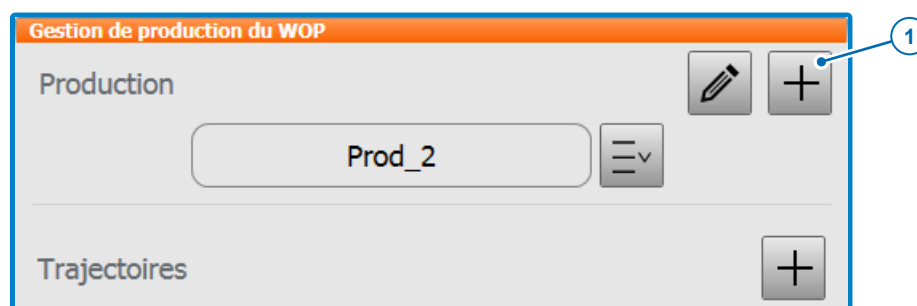 Gestion de production du WOP
1
Production
Prod_2
Trajectoires